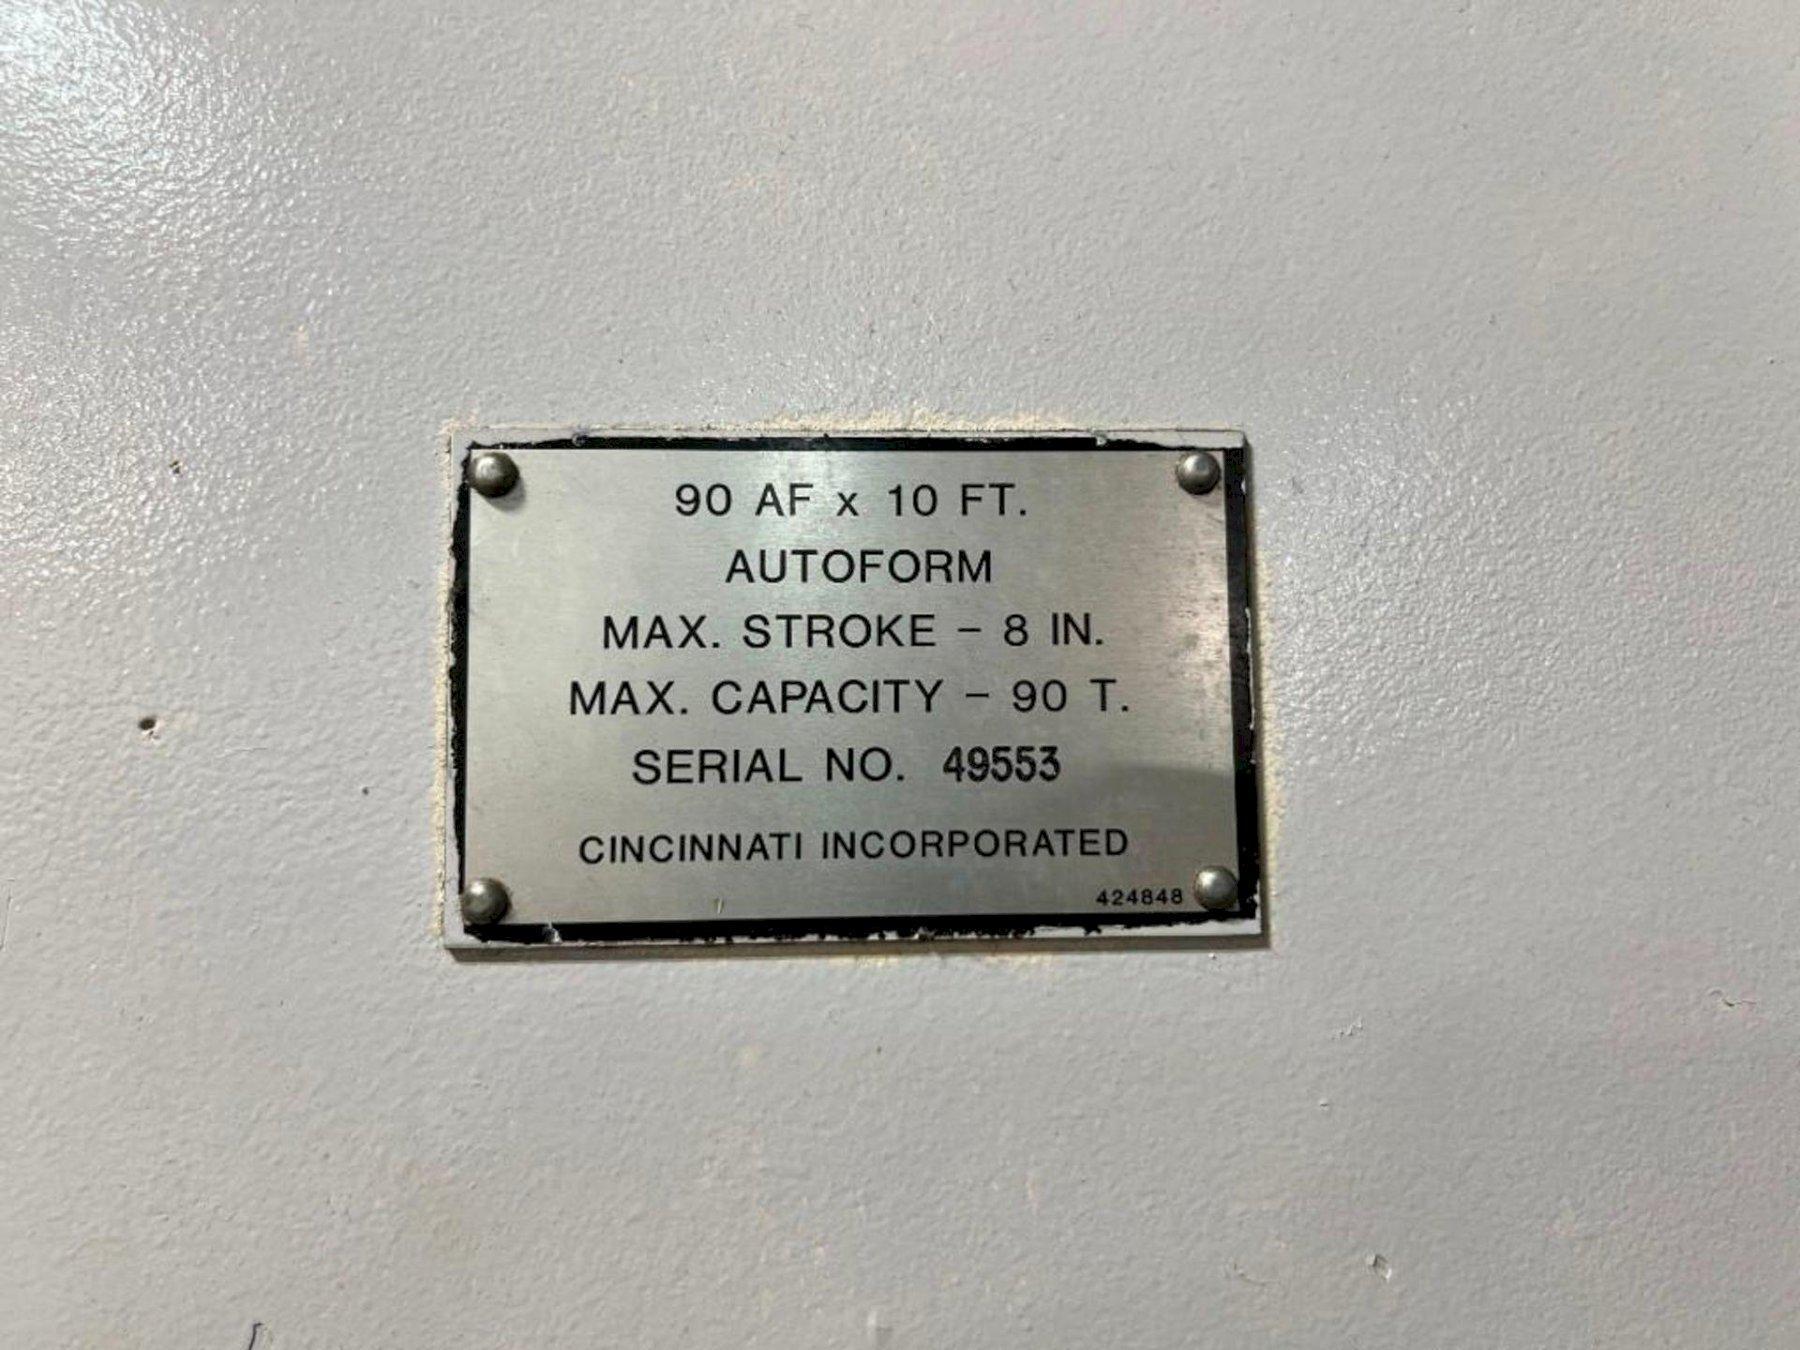 90 AF x 10 FT.
AUTOFORM
MAX. STROKE – 8 IN.
MAX. CAPACITY – 90 T.
SERIAL NO. 49553
CINCINNATI INCORPORATED
424848